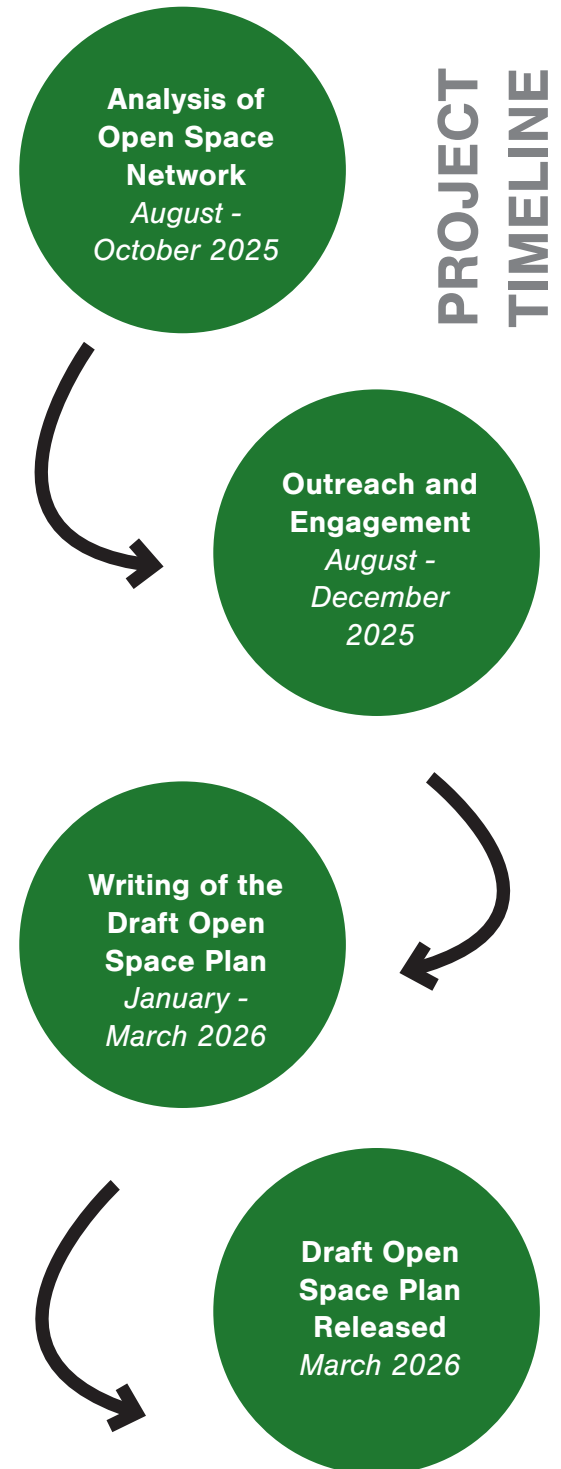 PROJECT
TIMELINE
Analysis of
Open Space
Network
August -
October 2025
Outreach and
Engagement
August -
December
2025
Writing of the
Draft Open
Space Plan
January -
March 2026
Draft Open
Space Plan
Released
March 2026